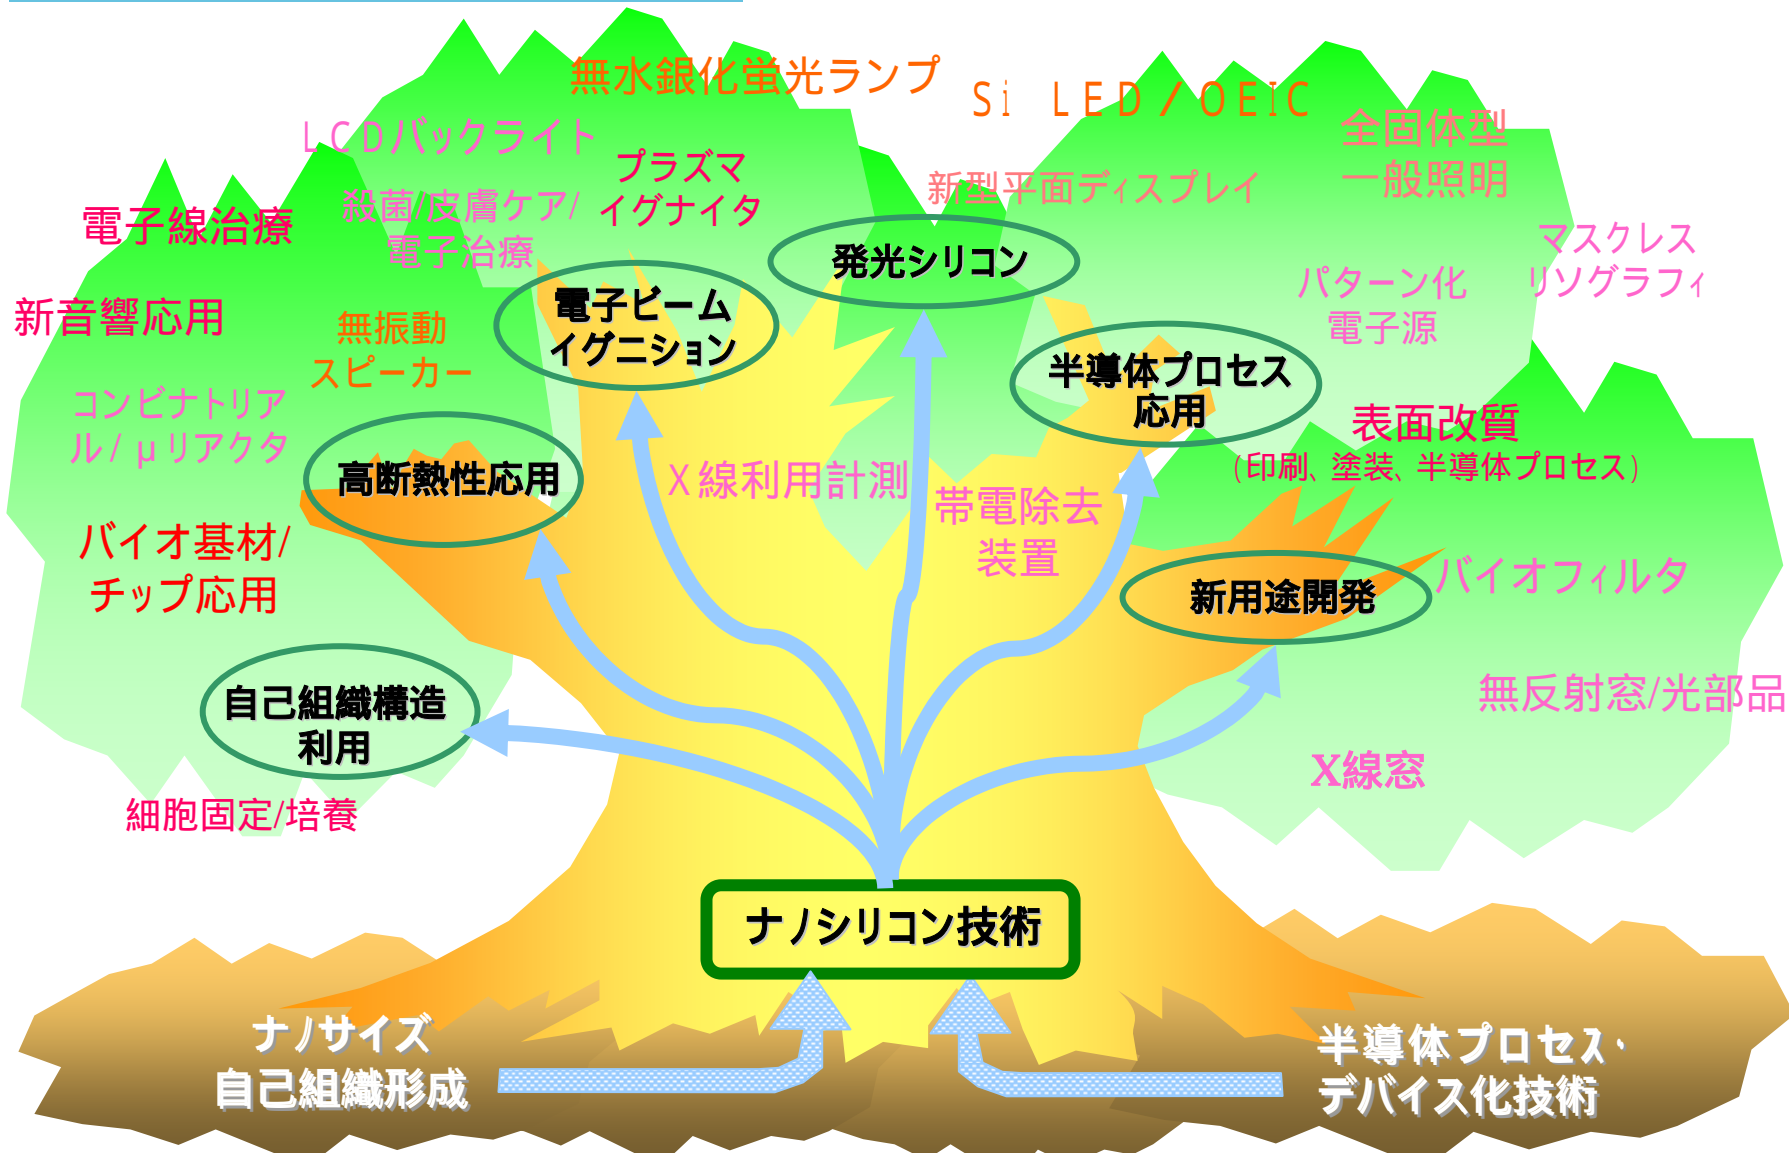 無水銀化蛍光ランプ
Si LED／OEIC
全固体型
一般照明
LCDバックライト
プラズマ
イグナイタ
新型平面ディスプレイ
殺菌/皮膚ケア/
電子治療
電子線治療
マスクレス
リソグラフィ
発光シリコン
パターン化
電子源
新音響応用
無振動
スピーカー
電子ビーム
イグニション
半導体プロセス
応用
コンビナトリア
ル/μリアクタ
表面改質
（印刷、塗装、半導体プロセス）
高断熱性応用
X線利用計測
帯電除去
装置
バイオ基材/
チップ応用
新用途開発
バイオフィルタ
自己組織構造
利用
無反射窓/光部品
X線窓
細胞固定/培養
ナノシリコン技術
ナノサイズ
自己組織形成
半導体プロセス・
デバイス化技術